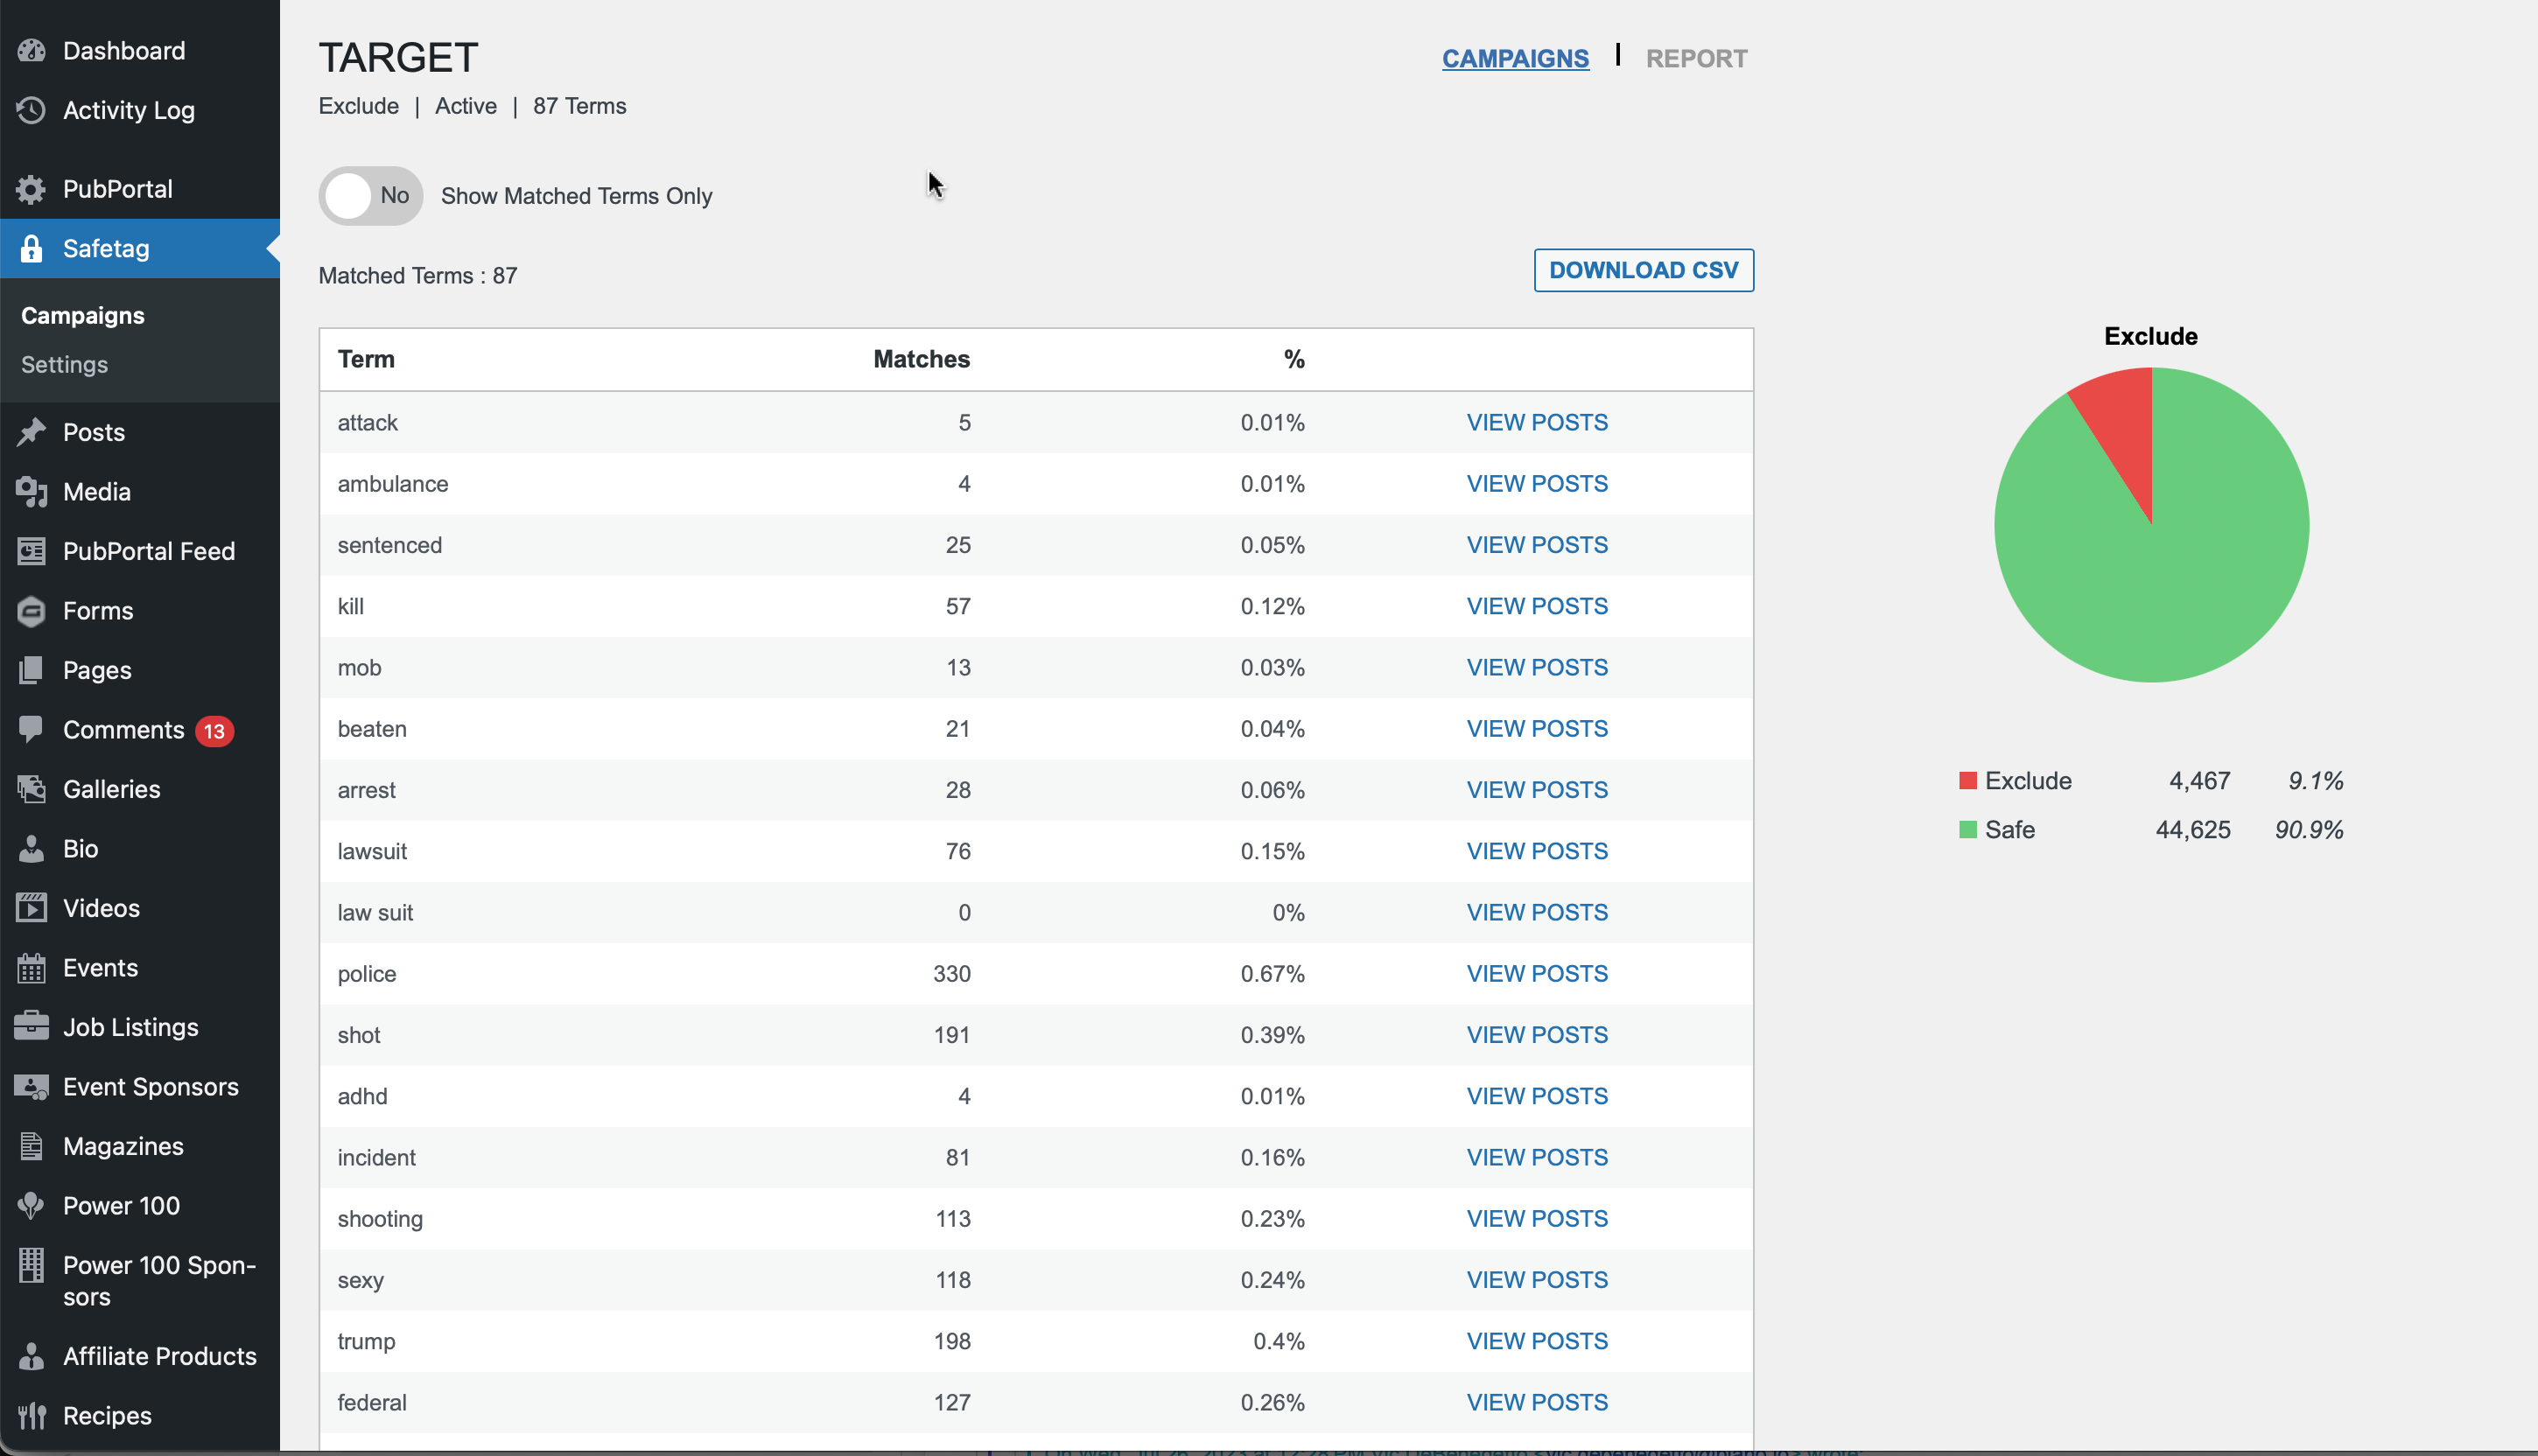 Dashboard
Activity Log
PubPortal
Safetag
Campaigns
Settings
Posts
Media
PubPortal Feed
Forms
Pages
Comments 13
Galleries
Bio
Videos
Events
Job Listings
Event Sponsors
Magazines
Power 100
Power 100 Spon-
sors
Affiliate Products
Recipes
TARGET
CAMPAIGNS | REPORT
Exclude | Active | 87 Terms
No Show Matched Terms Only
Matched Terms : 87
DOWNLOAD CSV
Term Matches %
attack 5 0.01% VIEW POSTS
ambulance 4 0.01% VIEW POSTS
sentenced 25 0.05% VIEW POSTS
kill 57 0.12% VIEW POSTS
mob 13 0.03% VIEW POSTS
beaten 21 0.04% VIEW POSTS
arrest 28 0.06% VIEW POSTS
lawsuit 76 0.15% VIEW POSTS
law suit 0 0% VIEW POSTS
police 330 0.67% VIEW POSTS
shot 191 0.39% VIEW POSTS
adhd 4 0.01% VIEW POSTS
incident 81 0.16% VIEW POSTS
shooting 113 0.23% VIEW POSTS
sexy 118 0.24% VIEW POSTS
trump 198 0.4% VIEW POSTS
federal 127 0.26% VIEW POSTS
Exclude
Exclude 4,467 9.1%
Safe 44,625 90.9%